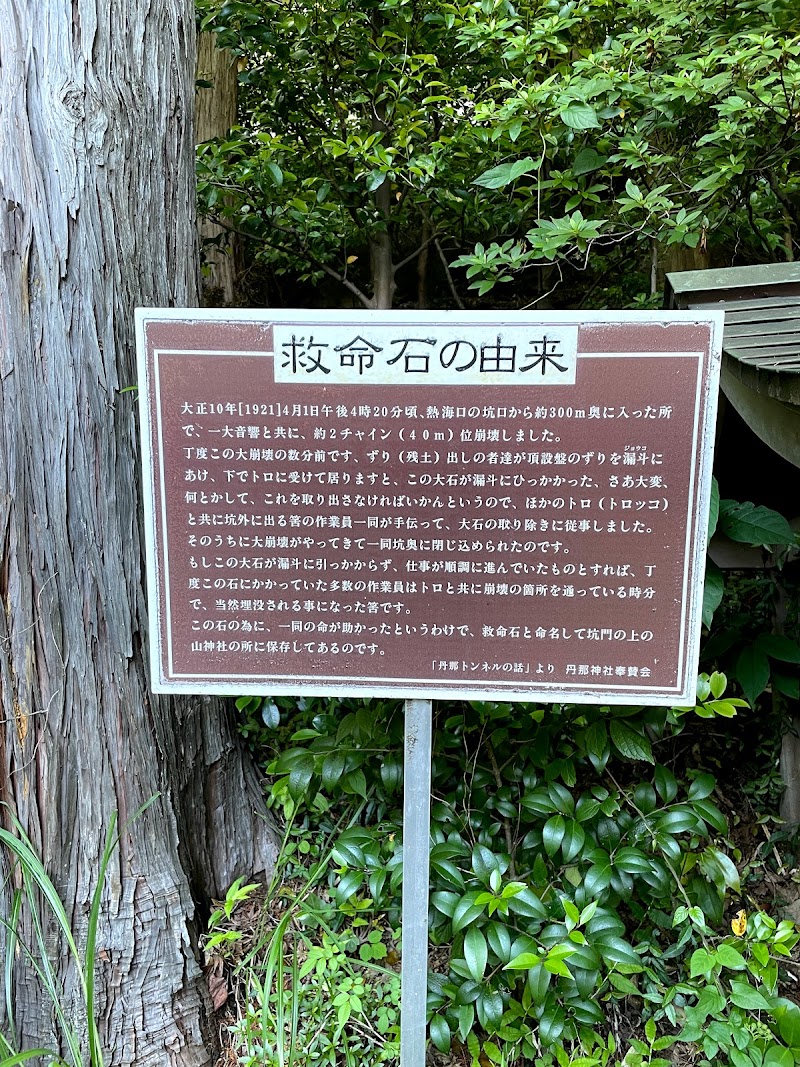 救命石の由来
大正10年[1921]4月1日午後4時20分頃、熱海口の坑口から約300m奥に入った所
で、一大音響と共に、約2チャイン(40m)位崩壊しました。
丁度この大崩壊の数分前です、ずり(残土)出しの者達が頂設盤のずりを漏斗に
ジョウゴ
あけ、下でトロに受けて居りますと、この大石が漏斗にひっかかった、さあ大変、
何とかして、これを取り出さなければいかんというので、ほかのトロ(トロッコ)
と共に坑外に出る筈の作業員一同が手伝って、大石の取り除きに従事しました。
そのうちに大崩壊がやってきて一同坑奥に閉じ込められたのです。
もしこの大石が漏斗に引っかからず、仕事が順調に進んでいたものとすれば、丁
度この石にかかっていた多数の作業員はトロと共に崩壊の箇所を通っている時分
で、当然埋没される事になった筈です。
この石の為に、一同の命が助かったというわけで、救命石と命名して坑門の上の
山神社の所に保存してあるのです。
「丹那トンネルの話」より 丹那神社奉賛会